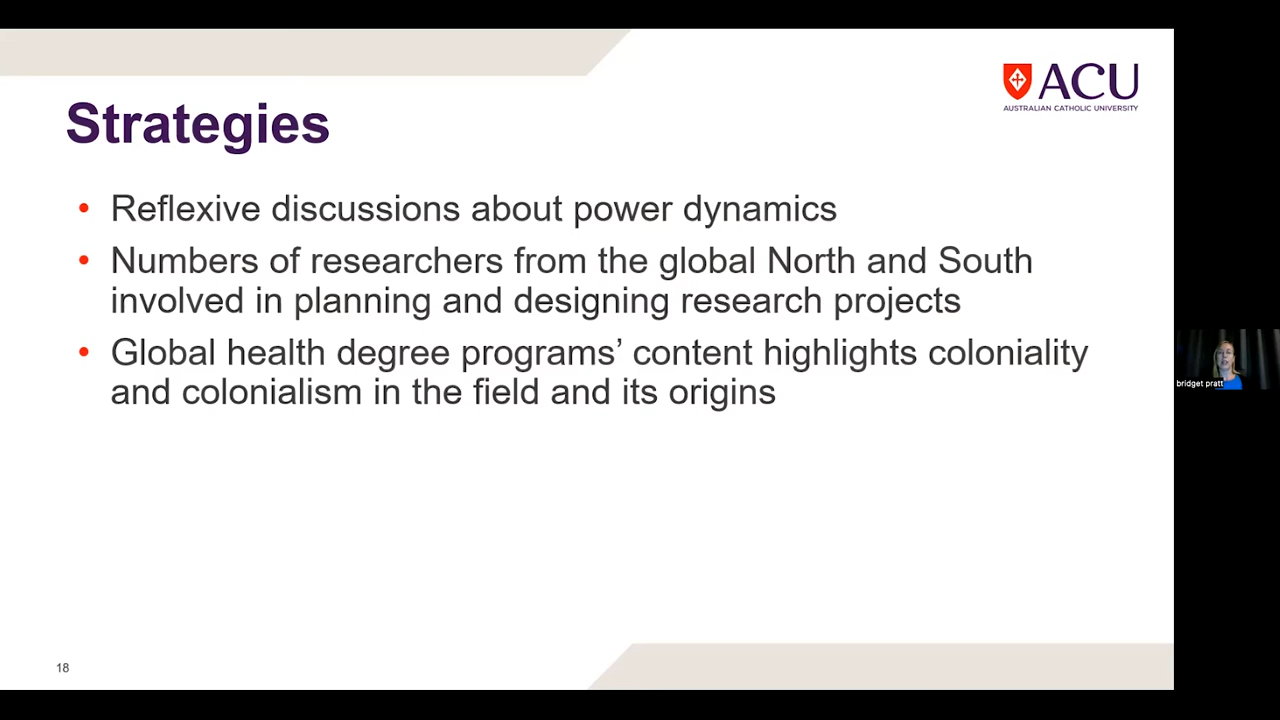 ACU
AUSTRALIAN CATHOLIC UNIVERSITY
Strategies
• Reflexive discussions about power dynamics
• Numbers of researchers from the global North and South
involved in planning and designing research projects
• Global health degree programs’ content highlights coloniality
and colonialism in the field and its origins
bridget pratt
18